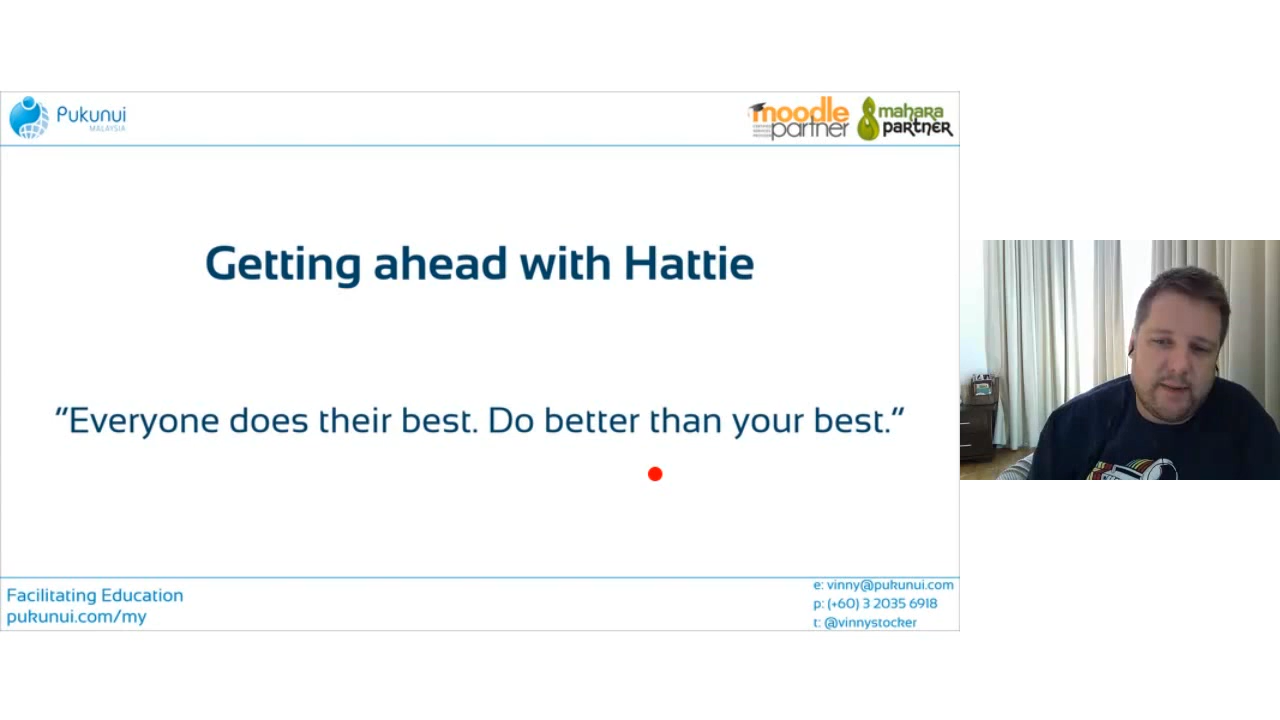 Pukunui
MALAYSIA
moodle
partner
mahara
partner
Getting ahead with Hattie
"Everyone does their best. Do better than your best."
Facilitating Education
pukunui.com/my
e: vinny@pukunui.com
p: (+60) 3 2035 6918
t: @vinnystocker